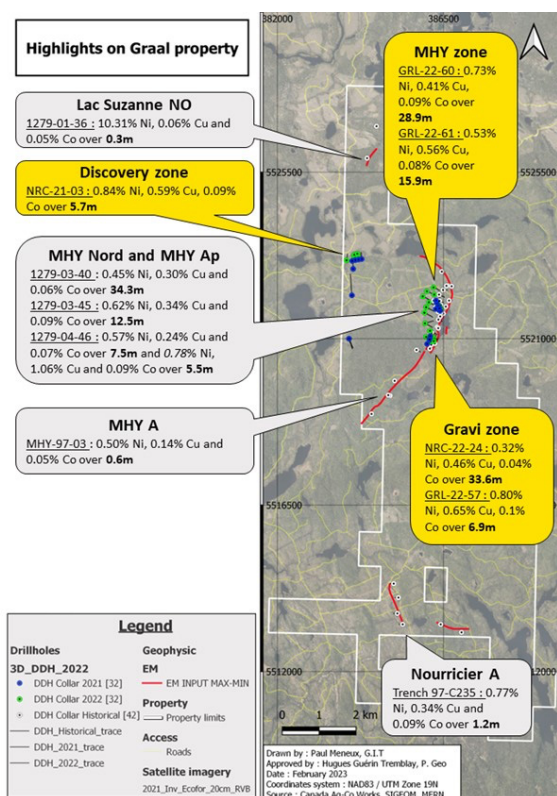 Highlights on Graal property
Lac Suzanne NO
1279-01-36 : 10.31% Ni, 0.06% Cu and
0.05% Co over 0.3m
Discovery zone
NRC-21-03 : 0.84% Ni, 0.59% Cu, 0.09%
Co over 5.7m
MHY Nord and MHY Ap
1279-03-40 : 0.45% Ni, 0.30% Cu and
0.06% Co over 34.3m
1279-03-45 : 0.62% Ni, 0.34% Cu and
0.09% Co over 12.5m
1279-04-46 : 0.57% Ni, 0.24% Cu and
0.07% Co over 7.5m and 0.78% Ni,
1.06% Cu and 0.09% Co over 5.5m
MHY A
MHY-97-03 : 0.50% Ni, 0.14% Cu and
0.05% Co over 0.6m
382000
386500
MHY zone
GRL-22-60 : 0.73%
Ni, 0.41% Cu,
0.09% Co over
28.9m
GRL-22-61 : 0.53%
Ni, 0.56% Cu,
0.08% Co over
15.9m
5525500
5521000
Gravi zone
NRC-22-24 : 0.32%
Ni, 0.46% Cu, 0.04%
Co over 33.6m
GRL-22-57 : 0.80%
Ni, 0.65% Cu, 0.1%
Co over 6.9m
5516500
5512000
Nourricier A
Trench 97-C235 : 0.77%
Ni, 0.34% Cu and
0.09% Co over 1.2m
0 1 2 km
Legend
Drillholes
3D_DDH_2022
DDH Collar 2021 [32]
DDH Collar 2022 [32]
DDH Collar Historical [42]
DDH_Historical_trace
DDH_2021_trace
DDH_2022_trace
Geophysic
EM
EM INPUT MAX-MIN
Property
Property limits
Access
Roads
Satellite imagery
2021_Inv_Ecofor_20cm_RVB
Drawn by : Paul Meneux, G.I.T
Approved by : Hugues Guérin Tremblay, P. Geo
Date : February 2023
Coordinates system : NAD83 / UTM Zone 19N
Source : Canada Ag-Co Works, SIGEOM, MERN